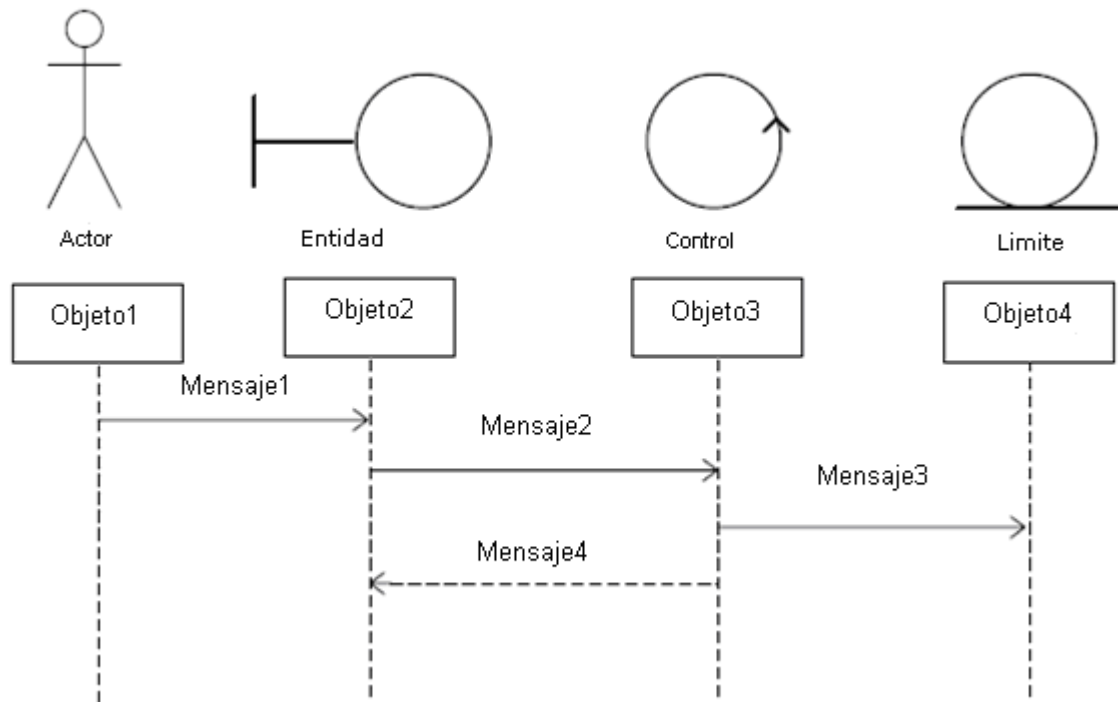 Actor
Entidad
Control
Limite
Objeto1
Objeto2
Objeto3
Objeto4
Mensaje1
Mensaje2
Mensaje3
Mensaje4